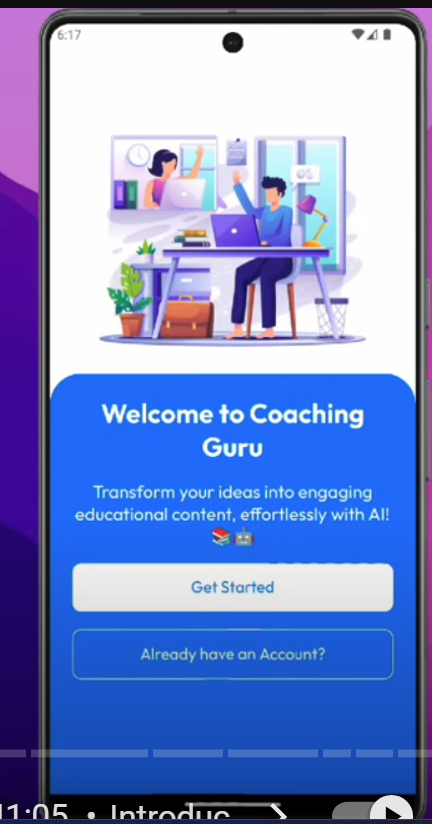 6:17
Welcome to Coaching
Guru
Transform your ideas into engaging
educational content, effortlessly with AI!
📚🤖
Get Started
Already have an Account?
11:05 • Introduc